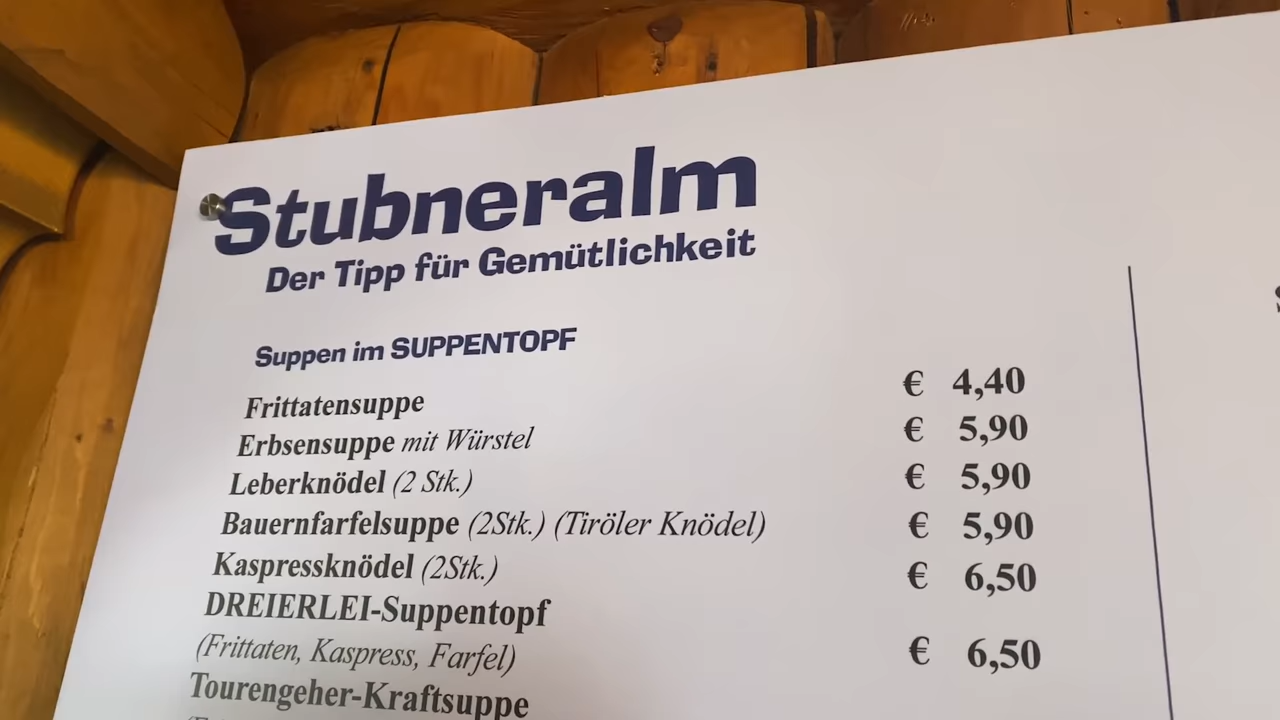 Stubneralm
Der Tipp für Gemütlichkeit
Suppen im SUPPENTOPF
Frittatensuppe € 4,40
Erbsensuppe mit Würstel € 5,90
Leberknödel (2 Stk.) € 5,90
Bauernfarfelsuppe (2Stk.) (Tiröler Knödel) € 5,90
Kaspressknödel (2Stk.) € 6,50
DREIERLEI-Suppentopf
(Frittaten, Kaspress, Farfel) € 6,50
Tourengeher-Kraftsuppe